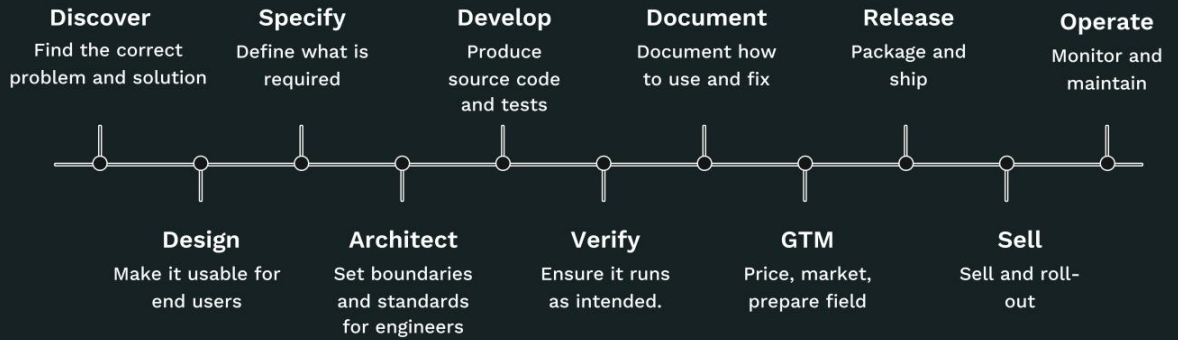 Discover
Find the correct
problem and solution
Specify
Define what is
required
Develop
Produce
source code
and tests
Document
Document how
to use and fix
Release
Package and
ship
Operate
Monitor and
maintain
Design
Make it usable for
end users
Architect
Set boundaries
and standards
for engineers
Verify
Ensure it runs
as intended.
GTM
Price, market,
prepare field
Sell
Sell and roll-
out